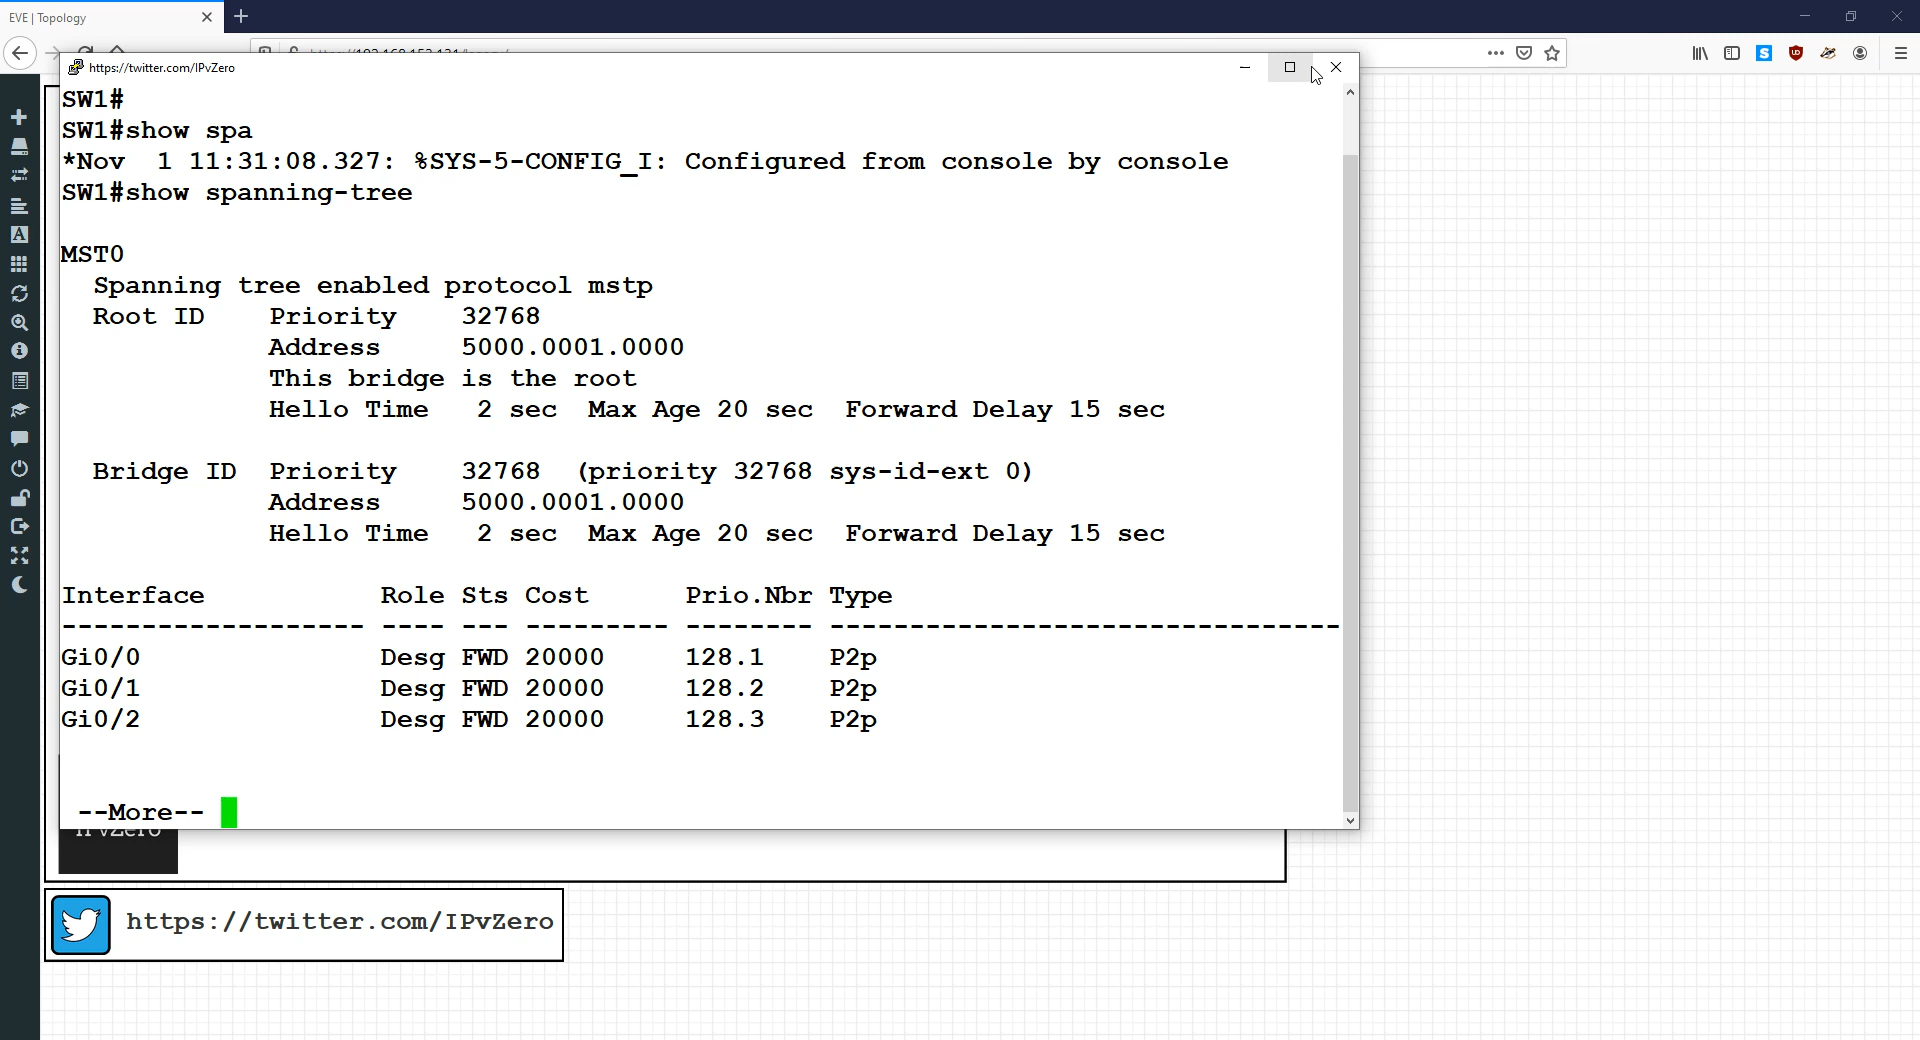 EVE | Topology
https://twitter.com/IPvZero
SW1#
SW1#show spa
*Nov  1 11:31:08.327: %SYS-5-CONFIG_I: Configured from console by console
SW1#show spanning-tree
MST0
Spanning tree enabled protocol mstp
Root ID    Priority    32768
Address     5000.0001.0000
This bridge is the root
Hello Time   2 sec  Max Age 20 sec  Forward Delay 15 sec
Bridge ID  Priority    32768  (priority 32768 sys-id-ext 0)
Address     5000.0001.0000
Hello Time   2 sec  Max Age 20 sec  Forward Delay 15 sec
Interface           Role Sts Cost      Prio.Nbr Type
------------------- ---- --- --------- -------- --------------------------------
Gi0/0               Desg FWD 20000     128.1    P2p
Gi0/1               Desg FWD 20000     128.2    P2p
Gi0/2               Desg FWD 20000     128.3    P2p
--More--
IPvZero
https://twitter.com/IPvZero